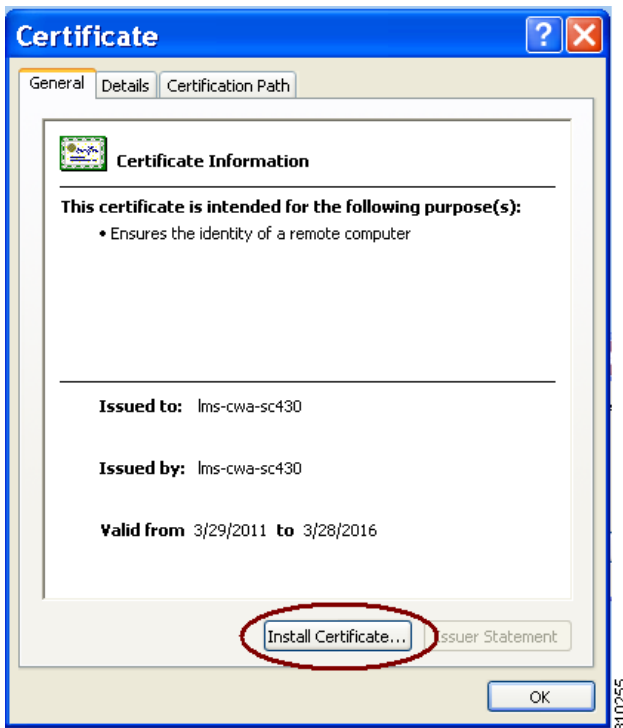 Certificate
General Details Certification Path
Certificate Information
This certificate is intended for the following purpose(s):
• Ensures the identity of a remote computer
Issued to: lms-cwa-sc430
Issued by: lms-cwa-sc430
Valid from 3/29/2011 to 3/28/2016
Install Certificate... Issuer Statement
OK
310255